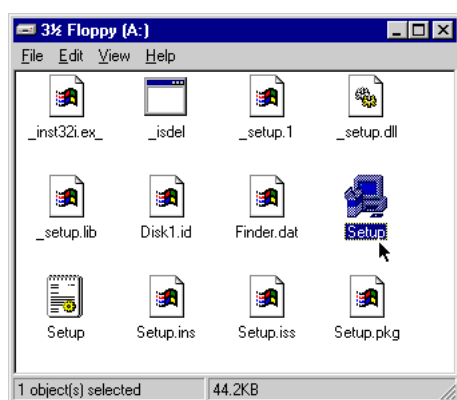 3½ Floppy (A:)
File Edit View Help
_inst32i.ex_ _isdel _setup.1 _setup.dll
_setup.lib Disk1.id Finder.dat Setup
Setup Setup.ins Setup.iss Setup.pkg
1 object(s) selected 44.2KB